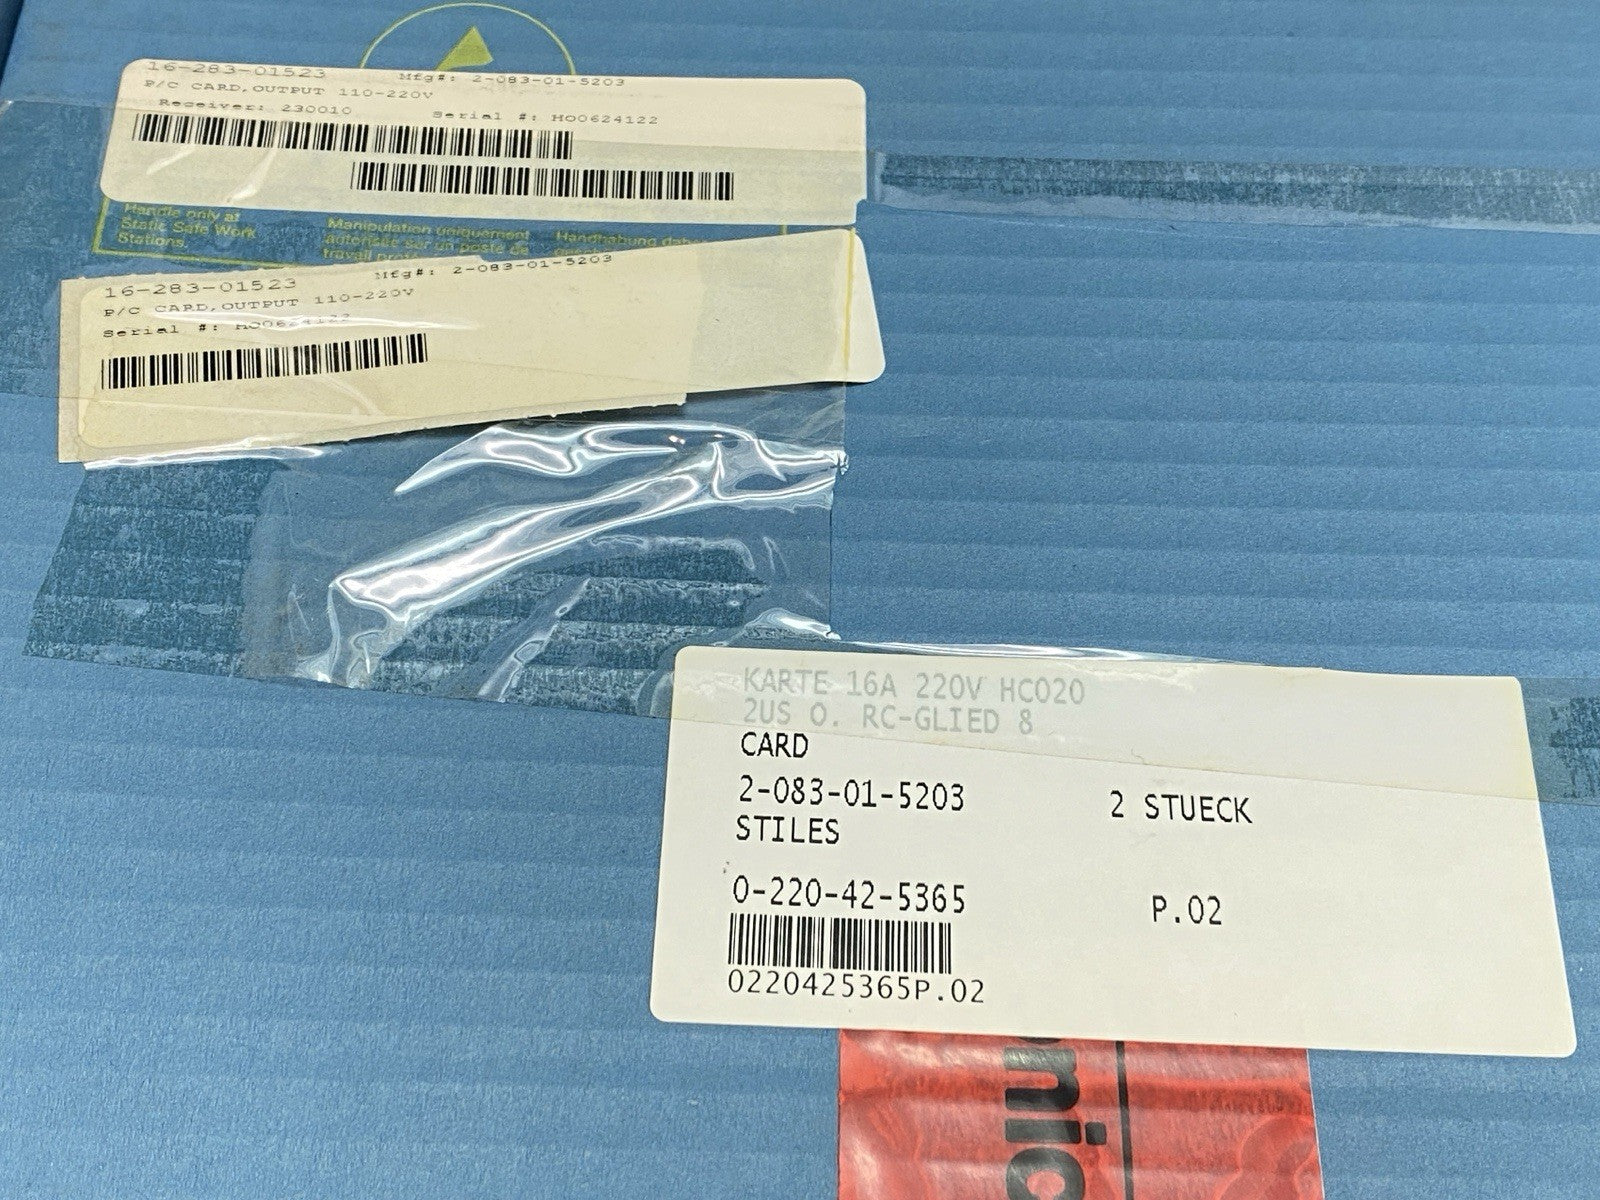 16-283-01523 Mfg#: 2-083-01-5203
P/C CARD,OUTPUT 110-220V
Receiver: 230010 Serial #: HO0624122
Handle only at
Static Safe Work
Stations.
Manipulation uniquement
autorisée sur un poste de
travail
Handhabung
16-283-01523 Mfg#: 2-083-01-5203
P/C CARD,OUTPUT 110-220V
Serial #: HO0624122
KARTE 16A 220V HC020
2US O. RC-GLIED 8
CARD
2-083-01-5203 2 STUECK
STILES
0-220-42-5365 P.02
0220425365P.02